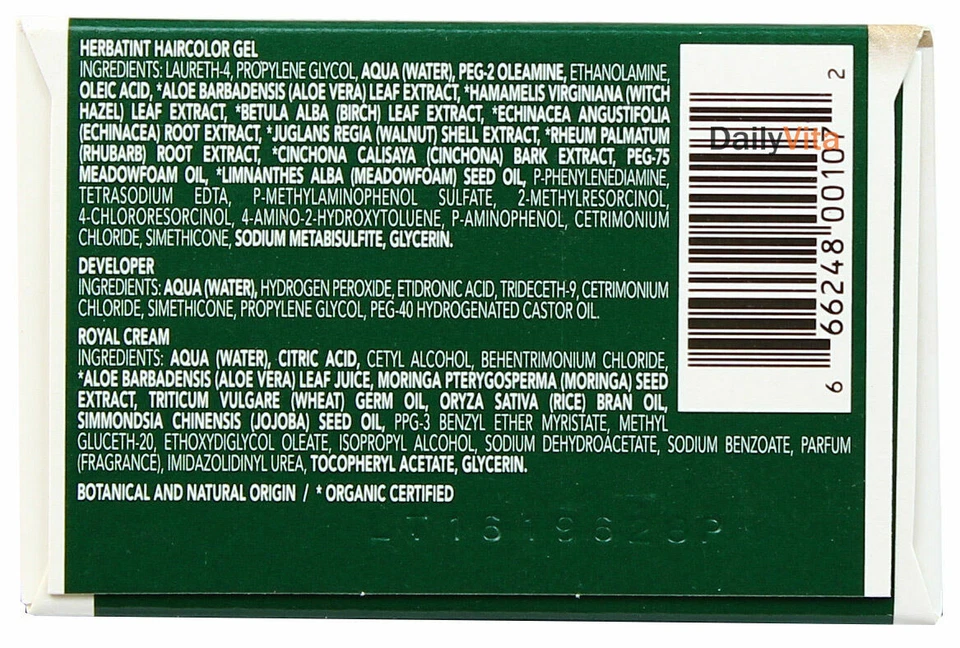 HERBATINT HAIRCOLOR GEL
INGREDIENTS: LAURETH-4, PROPYLENE GLYCOL, AQUA (WATER), PEG-2 OLEAMINE, ETHANOLAMINE,
OLEIC ACID, *ALOE BARBADENSIS (ALOE VERA) LEAF EXTRACT, *HAMAMELIS VIRGINIANA (WITCH
HAZEL) LEAF EXTRACT, *BETULA ALBA (BIRCH) LEAF EXTRACT, *ECHINACEA ANGUSTIFOLIA
(ECHINACEA) ROOT EXTRACT, *JUGLANS REGIA (WALNUT) SHELL EXTRACT, *RHEUM PALMATUM
(RHUBARB) ROOT EXTRACT, *CINCHONA CALISAYA (CINCHONA) BARK EXTRACT, PEG-75
MEADOWFOAM OIL, *LIMNANTHES ALBA (MEADOWFOAM) SEED OIL, P-PHENYLENEDIAMINE,
TETRASODIUM EDTA, P-METHYLAMINOPHENOL SULFATE, 2-METHYLRESORCINOL,
4-CHLORORESORCINOL, 4-AMINO-2-HYDROXYTOLUENE, P-AMINOPHENOL, CETRIMONIUM
CHLORIDE, SIMETHICONE, SODIUM METABISULFITE, GLYCERIN.
DEVELOPER
INGREDIENTS: AQUA (WATER), HYDROGEN PEROXIDE, ETIDRONIC ACID, TRIDECETH-9, CETRIMONIUM
CHLORIDE, SIMETHICONE, PROPYLENE GLYCOL, PEG-40 HYDROGENATED CASTOR OIL.
ROYAL CREAM
INGREDIENTS: AQUA (WATER), CITRIC ACID, CETYL ALCOHOL, BEHENTRIMONIUM CHLORIDE,
*ALOE BARBADENSIS (ALOE VERA) LEAF JUICE, MORINGA PTERYGOSPERMA (MORINGA) SEED
EXTRACT, TRITICUM VULGARE (WHEAT) GERM OIL, ORYZA SATIVA (RICE) BRAN OIL,
SIMMONDSIA CHINENSIS (JOJOBA) SEED OIL, PPG-3 BENZYL ETHER MYRISTATE, METHYL
GLUCETH-20, ETHOXYDIGLYCOL OLEATE, ISOPROPYL ALCOHOL, SODIUM DEHYDROACETATE, SODIUM BENZOATE, PARFUM
(FRAGRANCE), IMIDAZOLIDINYL UREA, TOCOPHERYL ACETATE, GLYCERIN.
BOTANICAL AND NATURAL ORIGIN / * ORGANIC CERTIFIED
DailyVita
6 66248 00107 2